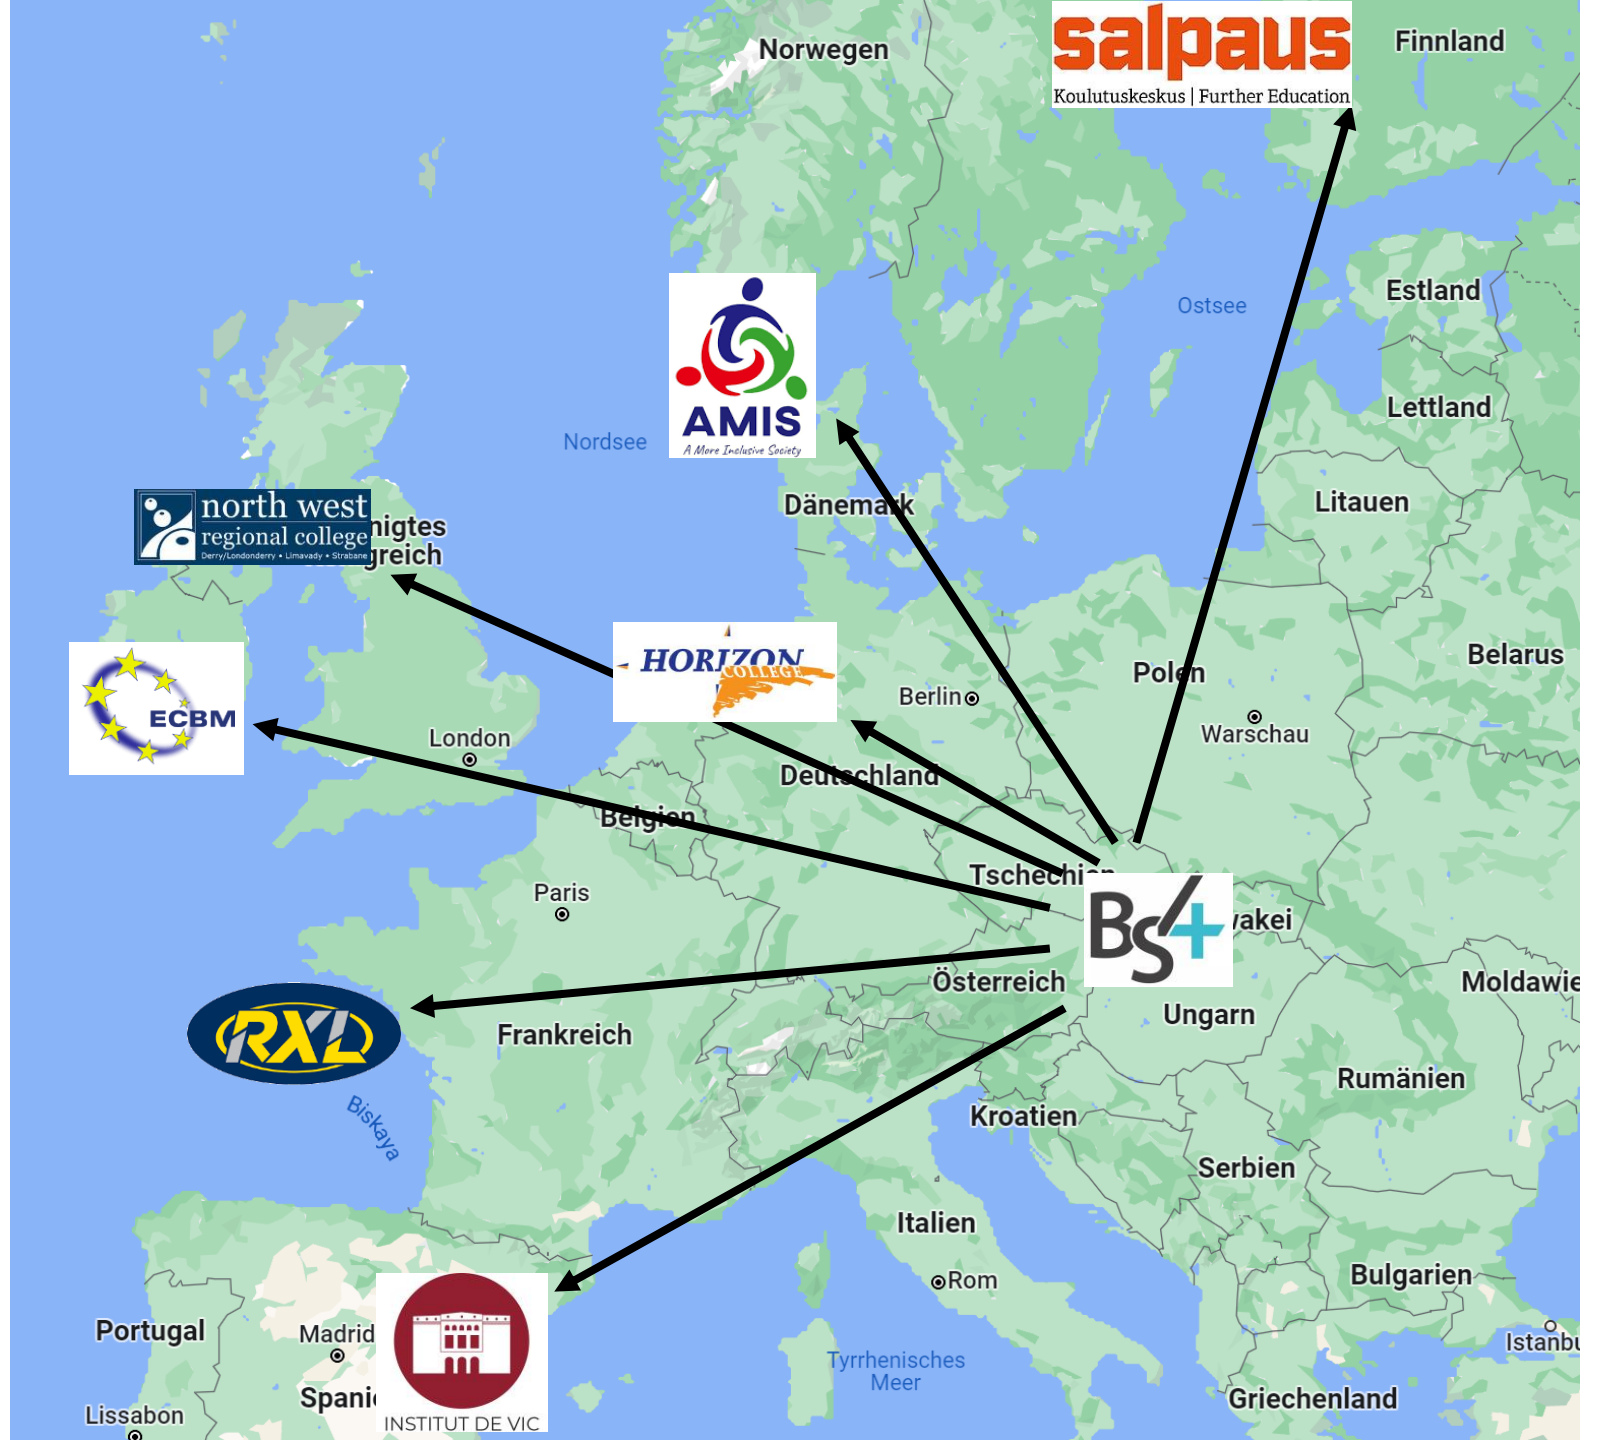 Norwegen
salpaus
Koulutuskeskus | Further Education
Finnland
Estland
Ostsee
AMIS
A More Inclusive Society
Lettland
Nordsee
Dänemark
Litauen
north west
regional college
Derry/Londonderry • Limavady • Strabane
nigtes
greich
HORIZON
COLLEGE
Belarus
Polen
Berlin
ECBM
London
Warschau
Deutschland
Belgien
Tschechien
Paris
BS4+
vakei
Österreich
Moldawie
Ungarn
RXL
Frankreich
Rumänien
Biskaya
Kroatien
Serbien
Italien
Rom
Bulgarien
Portugal
Madrid
Istanbu
Tyrrhenisches
Meer
Spanie
Griechenland
Lissabon
INSTITUT DE VIC